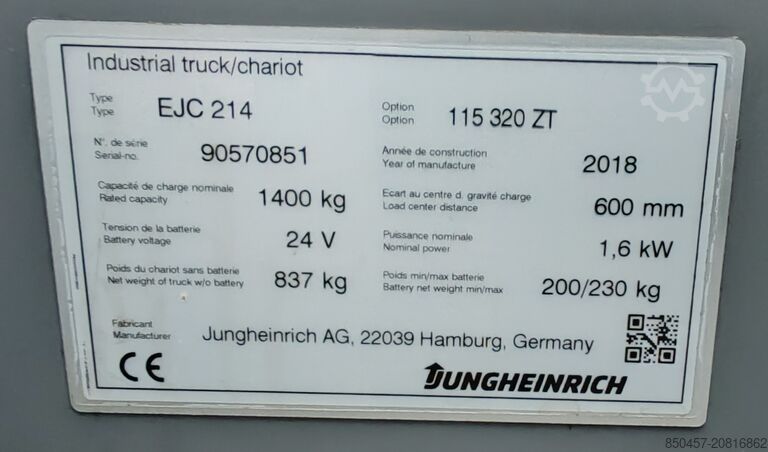 Industrial truck/chariot
Type
Type
EJC 214
Option
Option
115 320 ZT
N°. de série
Serial-no.
90570851
Année de construction
Year of manufacture
2018
Capacité de charge nominale
Rated capacity
1400 kg
Ecart au centre d. gravité charge
Load center distance
600 mm
Tension de la batterie
Battery voltage
24 V
Puissance nominale
Nominal power
1,6 kW
Poids du chariot sans batterie
Net weight of truck w/o battery
837 kg
Poids min/max batterie
Battery net weight min/max
200/230 kg
Fabricant
Manufacturer
Jungheinrich AG, 22039 Hamburg, Germany
CE
JUNGHEINRICH
850457-20816862